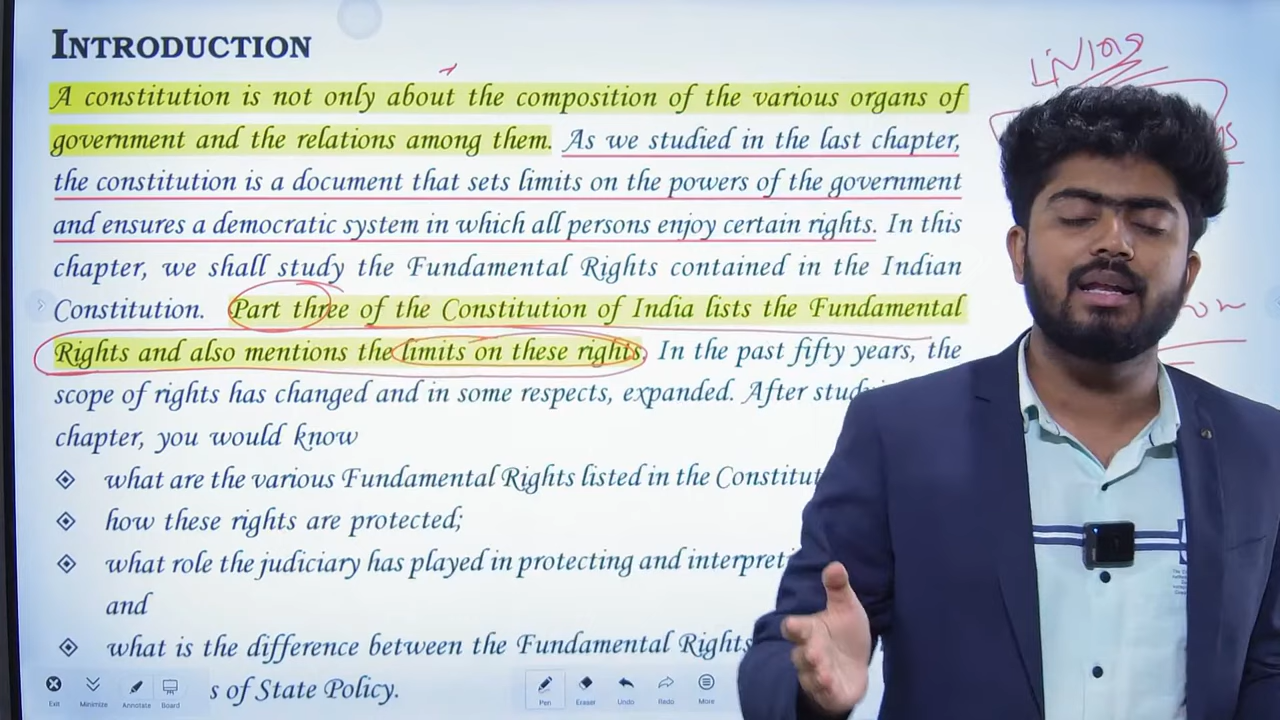 INTRODUCTION
A constitution is not only about the composition of the various organs of
government and the relations among them. As we studied in the last chapter,
the constitution is a document that sets limits on the powers of the government
and ensures a democratic system in which all persons enjoy certain rights. In this
chapter, we shall study the Fundamental Rights contained in the Indian
Constitution. Part three of the Constitution of India lists the Fundamental
Rights and also mentions the limits on these rights. In the past fifty years, the
scope of rights has changed and in some respects, expanded. After
chapter, you would know
what are the various Fundamental Rights listed in the
how these rights are protected;
what role the judiciary has played in protecting and
and
what is the difference between the Fundamental Rights
s of State Policy.
Exit
Minimize
Annotate
Board
Pen
Eraser
Undo
Redo
More